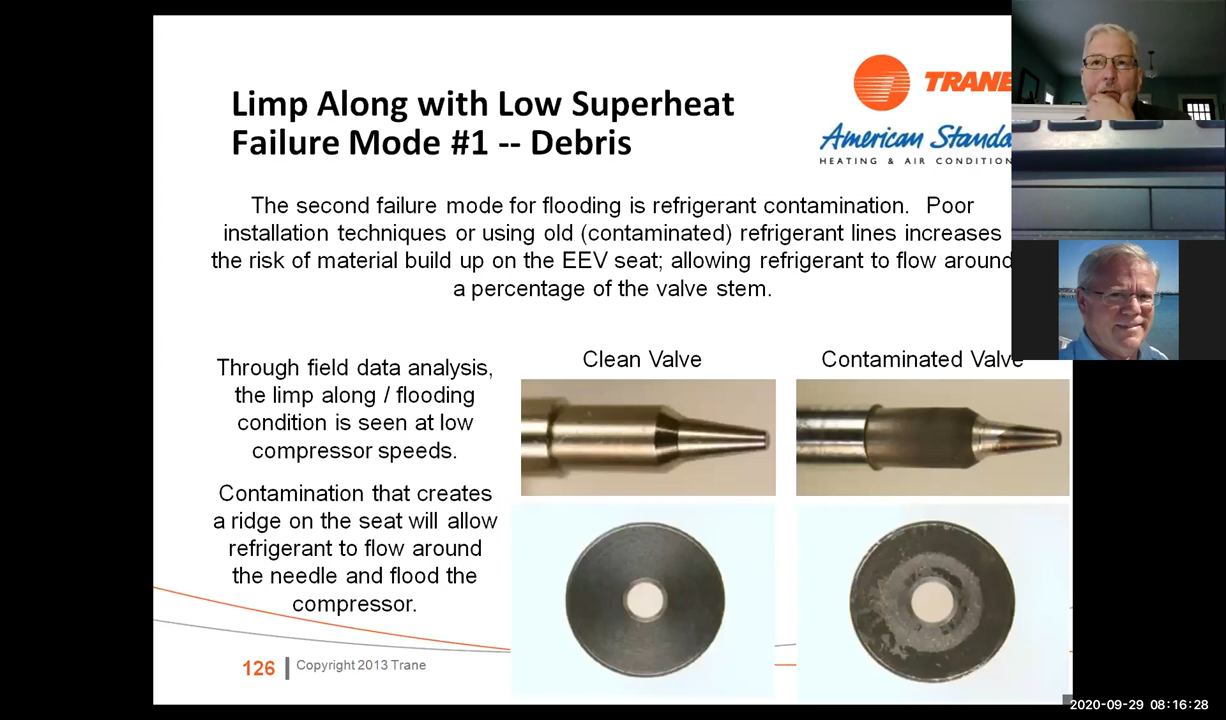 Limp Along with Low Superheat
Failure Mode #1 -- Debris
TRANE
American Standa
HEATING & AIR CONDITION
The second failure mode for flooding is refrigerant contamination. Poor
installation techniques or using old (contaminated) refrigerant lines increases
the risk of material build up on the EEV seat; allowing refrigerant to flow around
a percentage of the valve stem.
Through field data analysis,
the limp along / flooding
condition is seen at low
compressor speeds.
Contamination that creates
a ridge on the seat will allow
refrigerant to flow around
the needle and flood the
compressor.
Clean Valve
Contaminated Valve
126
Copyright 2013 Trane
2020-09-29 08:16:28